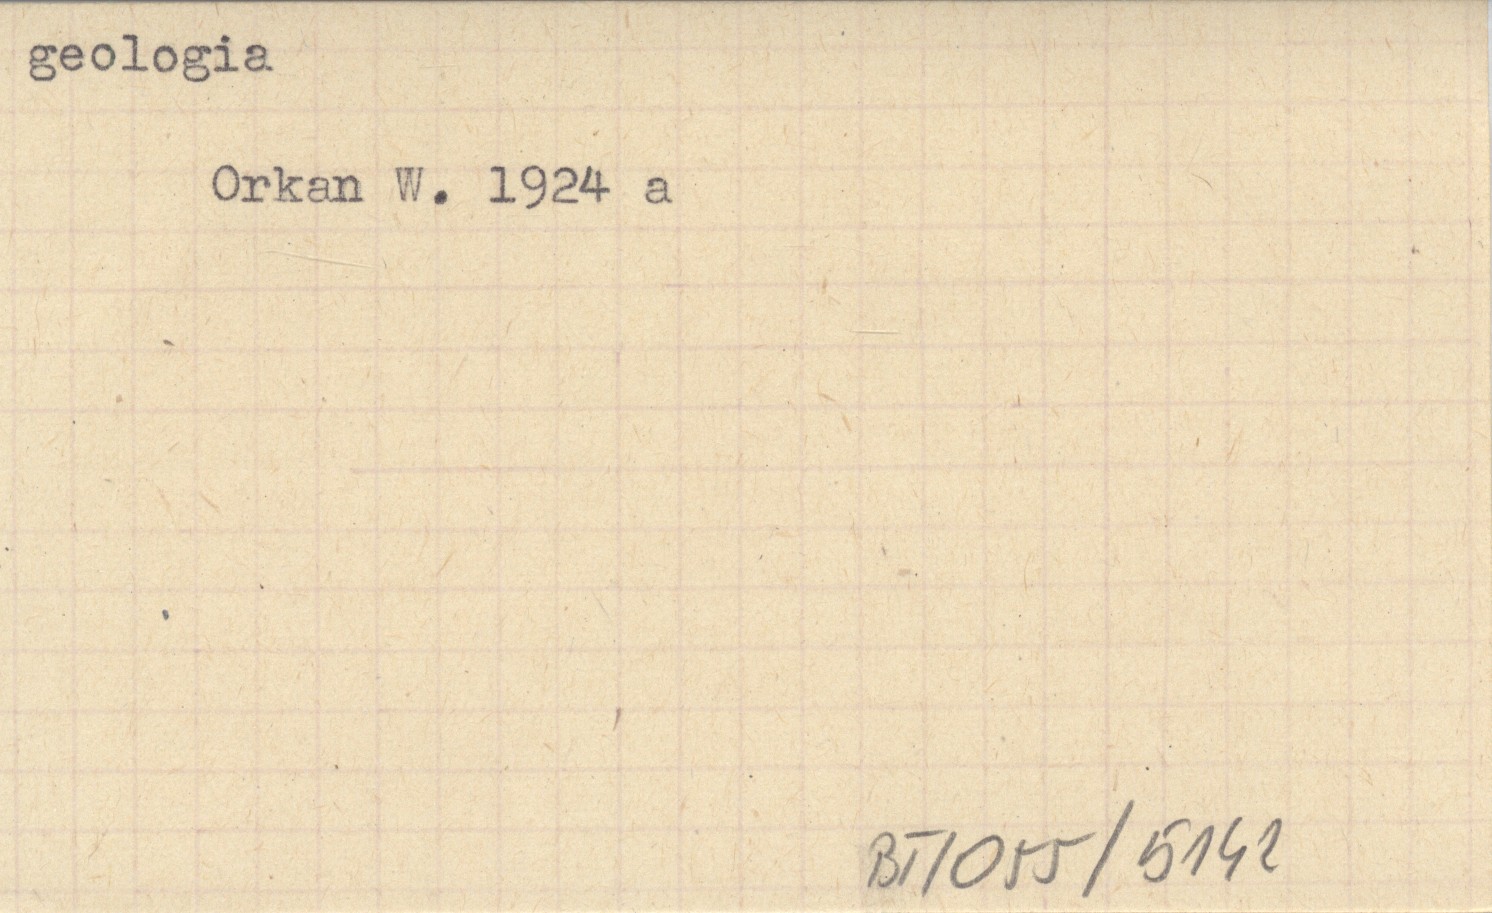 geologia
Orkan W. 1924 a
BT/055/5142